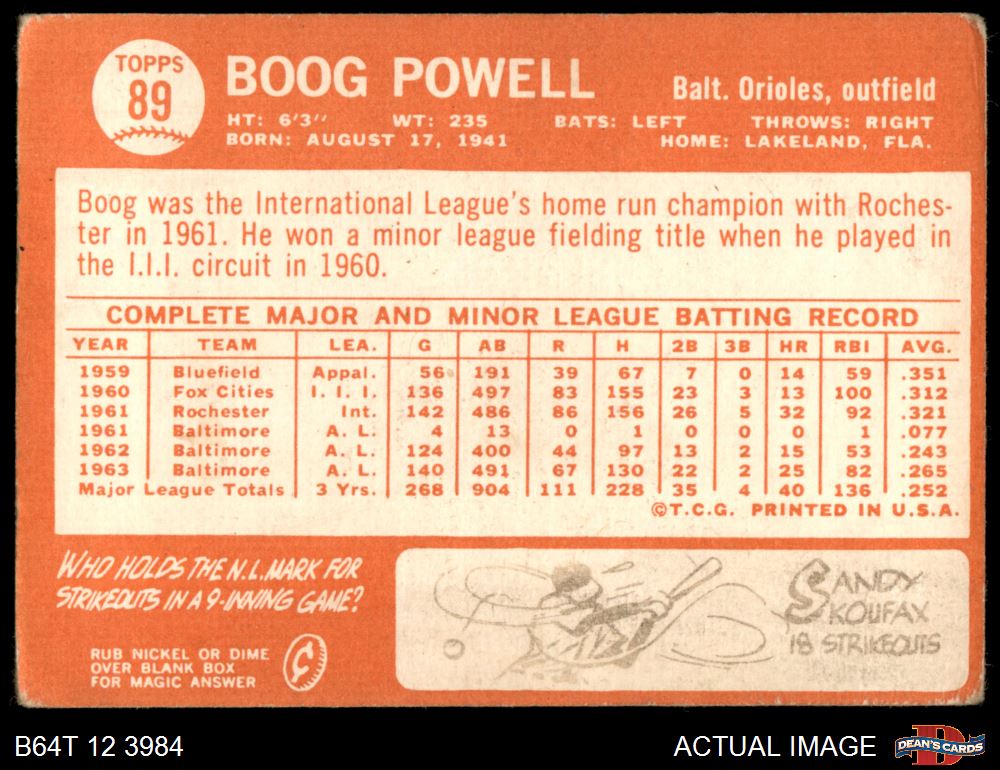 TOPPS
89
BOOG POWELL
Balt. Orioles, outfield
HT: 6'3" WT: 235 BATS: LEFT THROWS: RIGHT
BORN: AUGUST 17, 1941 HOME: LAKELAND, FLA.
Boog was the International League's home run champion with Roches-
ter in 1961. He won a minor league fielding title when he played in
the I.I.I. circuit in 1960.
COMPLETE MAJOR AND MINOR LEAGUE BATTING RECORD
YEAR TEAM LEA. G AB R H 2B 3B HR RBI AVG.
1959 Bluefield Appal. 56 191 39 67 7 0 14 59 .351
1960 Fox Cities I. I. I. 136 497 83 155 23 3 13 100 .312
1961 Rochester Int. 142 486 86 156 26 5 32 92 .321
1961 Baltimore A. L. 4 13 0 1 0 0 0 1 .077
1962 Baltimore A. L. 124 400 44 97 13 2 15 53 .243
1963 Baltimore A. L. 140 491 67 130 22 2 25 82 .265
Major League Totals 3 Yrs. 268 904 111 228 35 4 40 136 .252
©T.C.G. PRINTED IN U.S.A.
WHO HOLDS THE N.L. MARK FOR
STRIKEOUTS IN A 9-INNING GAME?
RUB NICKEL OR DIME
OVER BLANK BOX
FOR MAGIC ANSWER
¢
SANDY
KOUFAX
18 STRIKEOUTS
B64T 12 3984
ACTUAL IMAGE
D
DEAN'S CARDS